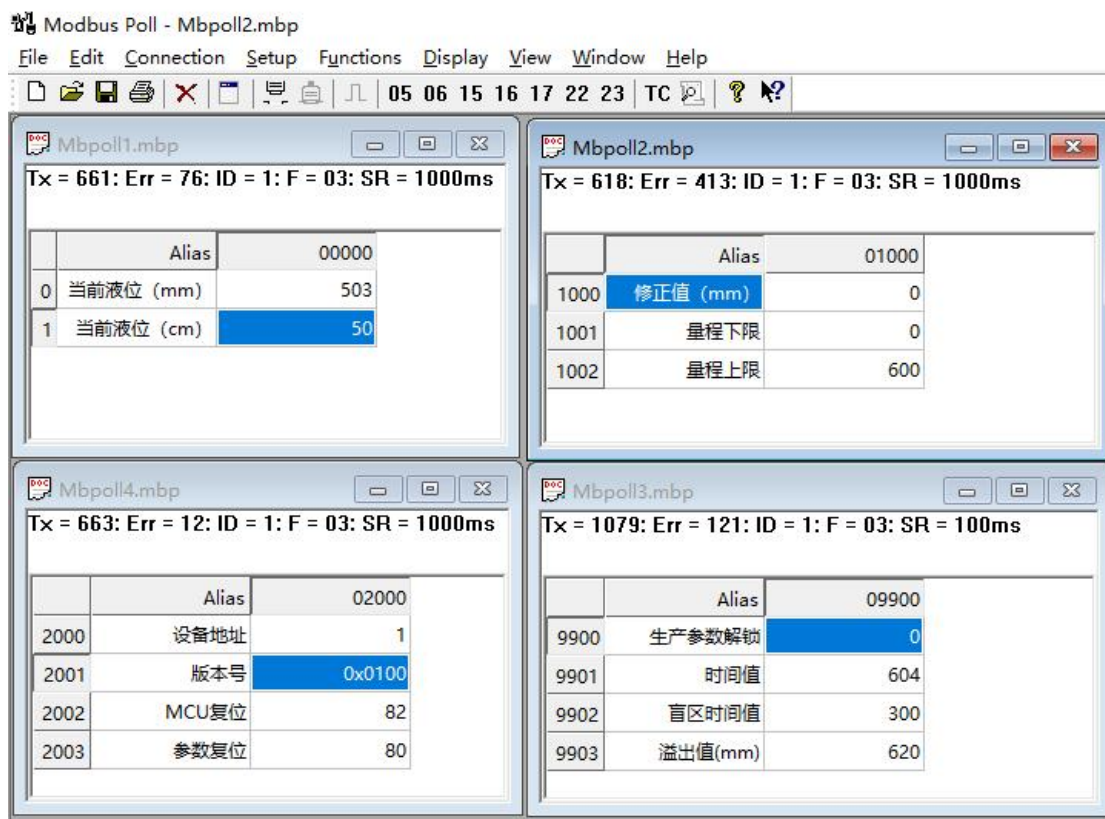 Modbus Poll - Mbpoll2.mbp
File Edit Connection Setup Functions Display View Window Help
05 06 15 16 17 22 23 TC
Mbpoll1.mbp
Tx = 661: Err = 76: ID = 1: F = 03: SR = 1000ms
Alias 00000
0 当前液位（mm） 503
1 当前液位（cm） 50
Mbpoll2.mbp
Tx = 618: Err = 413: ID = 1: F = 03: SR = 1000ms
Alias 01000
1000 修正值（mm） 0
1001 量程下限 0
1002 量程上限 600
Mbpoll4.mbp
Tx = 663: Err = 12: ID = 1: F = 03: SR = 1000ms
Alias 02000
2000 设备地址 1
2001 版本号 0x0100
2002 MCU复位 82
2003 参数复位 80
Mbpoll3.mbp
Tx = 1079: Err = 121: ID = 1: F = 03: SR = 100ms
Alias 09900
9900 生产参数解锁 0
9901 时间值 604
9902 盲区时间值 300
9903 溢出值(mm) 620